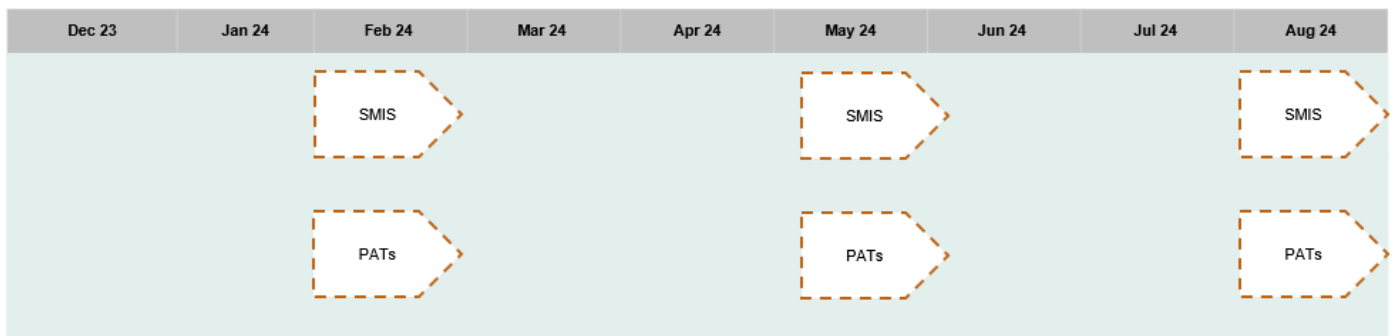 Dec 23 Jan 24 Feb 24 Mar 24 Apr 24 May 24 Jun 24 Jul 24 Aug 24
SMIS SMIS SMIS
PATs PATs PATs